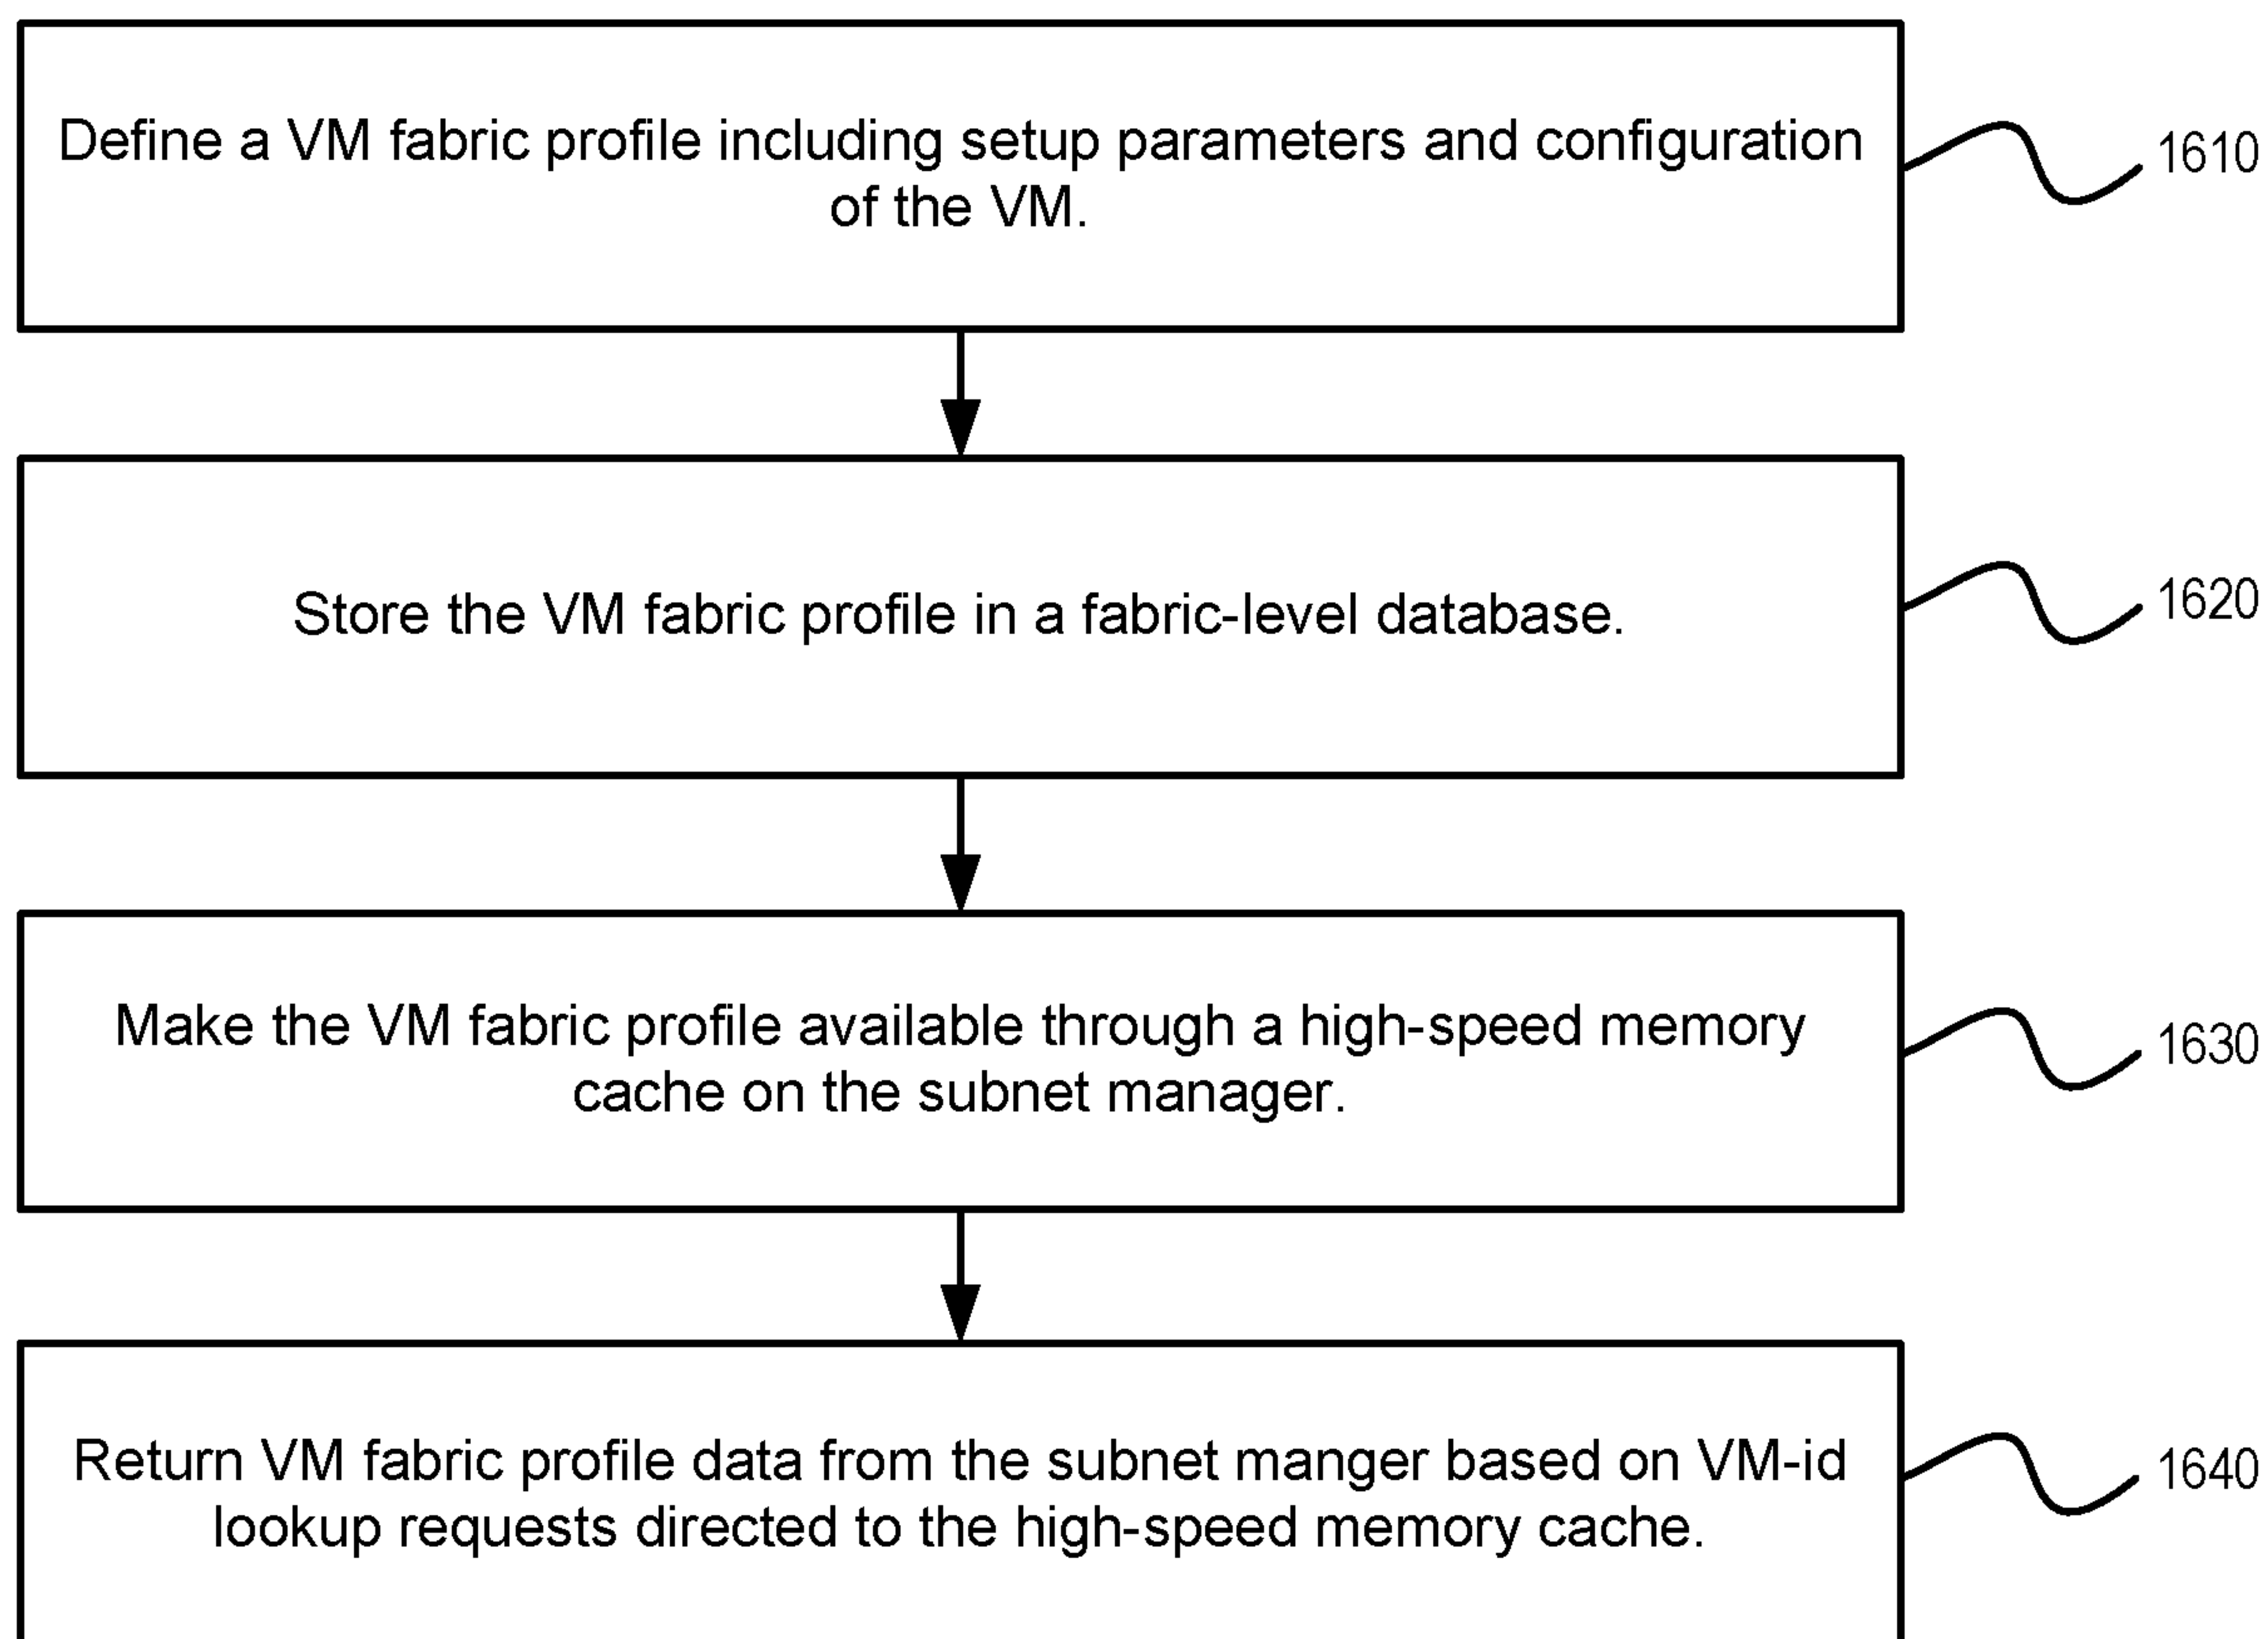 Define a VM fabric profile including setup parameters and configuration
of the VM.
1610
Store the VM fabric profile in a fabric-level database.
1620
Make the VM fabric profile available through a high-speed memory
cache on the subnet manager.
1630
Return VM fabric profile data from the subnet manger based on VM-id
lookup requests directed to the high-speed memory cache.
1640